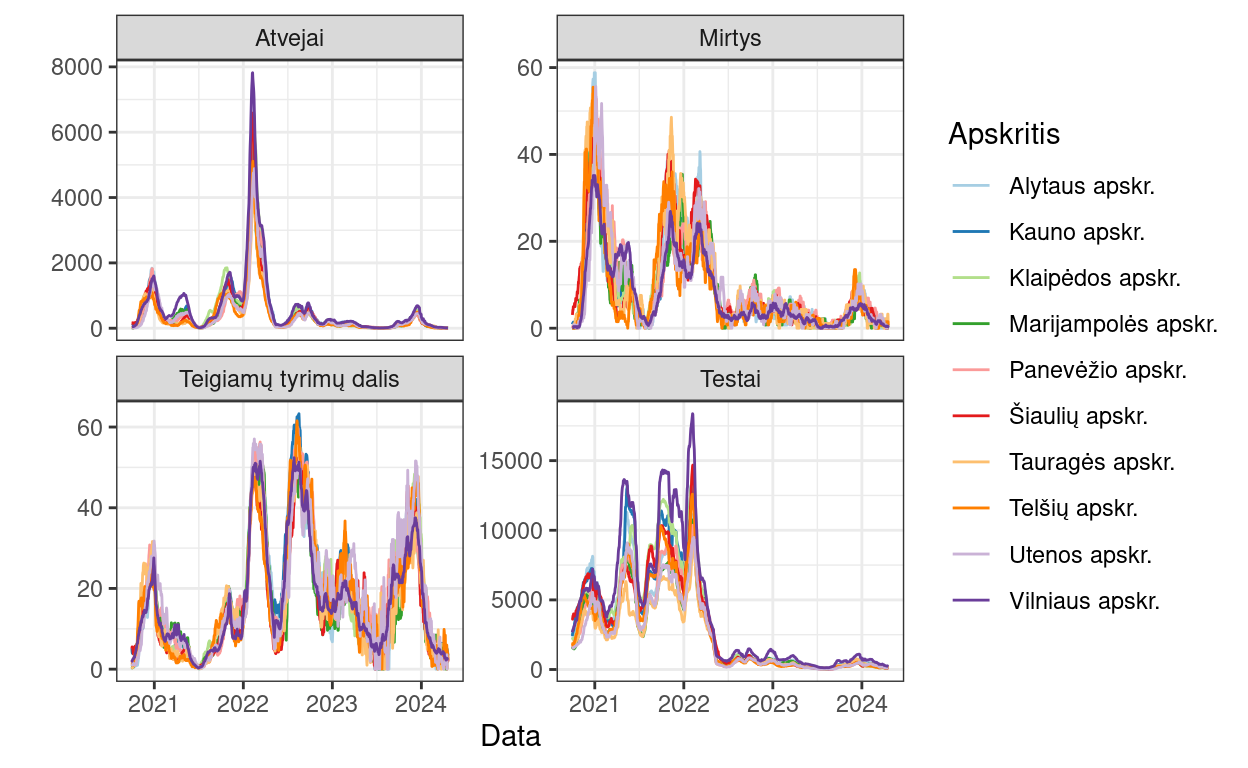 Atvejai
Mirtys
8000
6000
4000
2000
0
60
40
20
0
Teigiamų tyrimų dalis
Testai
60
40
20
0
15000
10000
5000
0
2021 2022 2023 2024
2021 2022 2023 2024
Data
Apskritis
Alytaus apskr.
Kauno apskr.
Klaipėdos apskr.
Marijampolės apskr.
Panevėžio apskr.
Šiaulių apskr.
Tauragės apskr.
Telšių apskr.
Utenos apskr.
Vilniaus apskr.